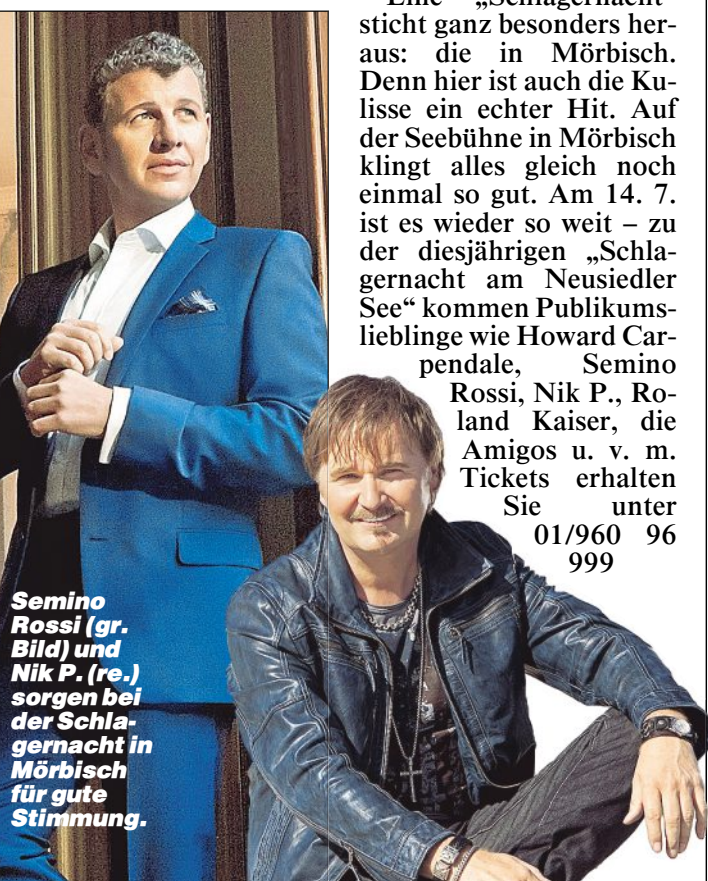 „Schlagernacht
sticht ganz besonders her-
aus: die in Mörbisch.
Denn hier ist auch die Ku-
lisse ein echter Hit. Auf
der Seebühne in Mörbisch
klingt alles gleich noch
einmal so gut. Am 14. 7.
ist es wieder so weit – zu
der diesjährigen „Schla-
gernacht am Neusiedler
See“ kommen Publikums-
lieblinge wie Howard Car-
pendale, Semino
Rossi, Nik P., Ro-
land Kaiser, die
Amigos u. v. m.
Tickets erhalten
Sie unter
01/960 96
999
Semino
Rossi (gr.
Bild) und
Nik P. (re.)
sorgen bei
der Schla-
gernacht in
Mörbisch
für gute
Stimmung.